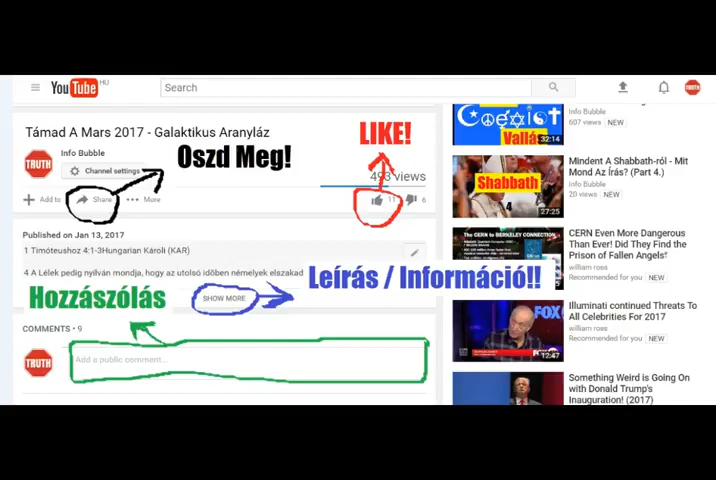 YouTube HU
Search
Támad A Mars 2017 - Galaktikus Aranyláz
TRUTH
Info Bubble
Channel settings
Oszd Meg!
LIKE!
493 views
Add to
Share
More
11
6
Published on Jan 13, 2017
1 Timóteushoz 4:1-3Hungarian Károli (KAR)
4 A Lélek pedig nyilván mondja, hogy az utolsó időben némelyek elszakad
Leírás / Információ!!
Hozzászólás
SHOW MORE
COMMENTS • 9
TRUTH
Add a public comment...
TRUTH
Coexist
Vallá
32:14
Info Bubble
607 views NEW
Shabbath
27:25
Mindent A Shabbath-ról - Mit
Mond Az Írás? (Part 4.)
Info Bubble
NEW
The CERN to BERKELEY CONNECTION
CERN Even More Dangerous
Than Ever! Did They Find the
Prison of Fallen Angels"
william ross
Recommended for you NEW
FOX
12:47
Illuminati continued Threats To
All Celebrities For 2017
william ross
Recommended for you NEW
Something Weird is Going On
with Donald Trump's
Inauguration! (2017)